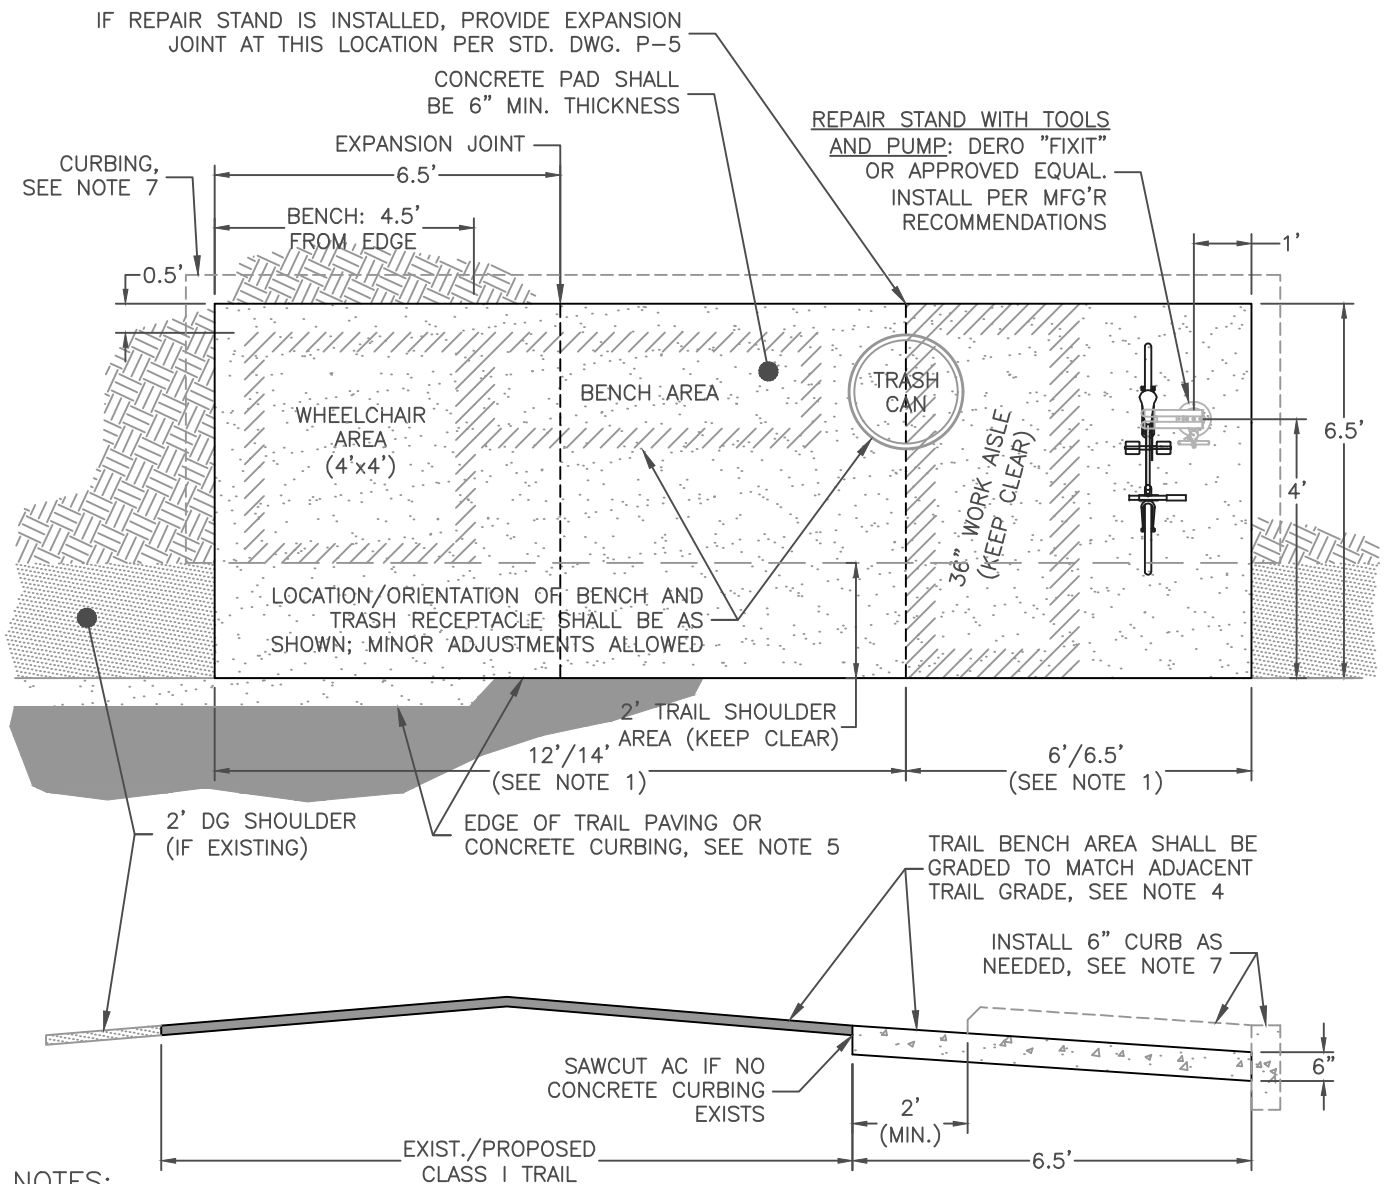 IF REPAIR STAND IS INSTALLED, PROVIDE EXPANSION
JOINT AT THIS LOCATION PER STD. DWG. P-5
CONCRETE PAD SHALL
BE 6" MIN. THICKNESS
REPAIR STAND WITH TOOLS
AND PUMP: DERO "FIXIT"
OR APPROVED EQUAL.
INSTALL PER MFG'R
RECOMMENDATIONS
EXPANSION JOINT
CURBING,
SEE NOTE 7
6.5'
BENCH: 4.5'
FROM EDGE
1'
0.5'
WHEELCHAIR
AREA
(4'x4')
BENCH AREA
TRASH
CAN
36" WORK AISLE
(KEEP CLEAR)
6.5'
4'
LOCATION/ORIENTATION OF BENCH AND
TRASH RECEPTACLE SHALL BE AS
SHOWN; MINOR ADJUSTMENTS ALLOWED
2' TRAIL SHOULDER
AREA (KEEP CLEAR)
12'/14'
(SEE NOTE 1)
6'/6.5'
(SEE NOTE 1)
2' DG SHOULDER
(IF EXISTING)
EDGE OF TRAIL PAVING OR
CONCRETE CURBING, SEE NOTE 5
TRAIL BENCH AREA SHALL BE
GRADED TO MATCH ADJACENT
TRAIL GRADE, SEE NOTE 4
INSTALL 6" CURB AS
NEEDED, SEE NOTE 7
SAWCUT AC IF NO
CONCRETE CURBING
EXISTS
6"
2'
(MIN.)
EXIST./PROPOSED
CLASS I TRAIL
6.5'
NOTES: